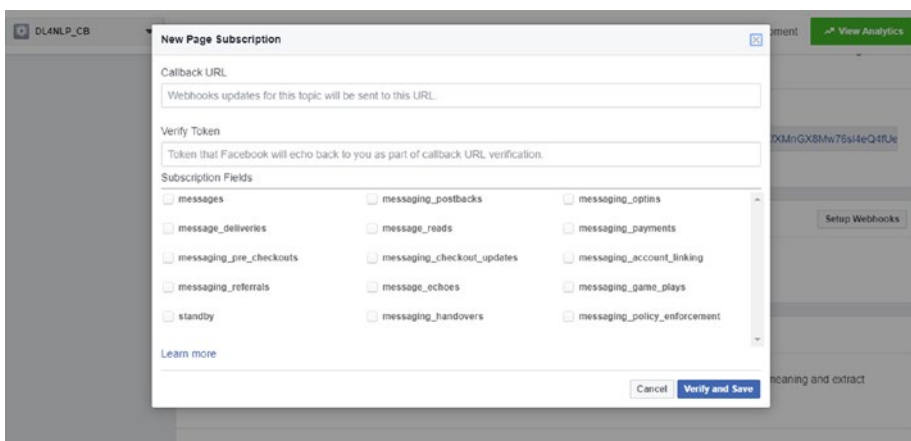 DL4NLP_CB
View Analytics
New Page Subscription
Callback URL
Webhooks updates for this topic will be sent to this URL.
Verify Token
Token that Facebook will echo back to you as part of callback URL verification.
Subscription Fields
messages messaging_postbacks messaging_optins
message_deliveries message_reads messaging_payments
messaging_pre_checkouts messaging_checkout_updates messaging_account_linking
messaging_referrals message_echoes messaging_game_plays
standby messaging_handovers messaging_policy_enforcement
Setup Webhooks
Learn more
Cancel Verify and Save
meaning and extract